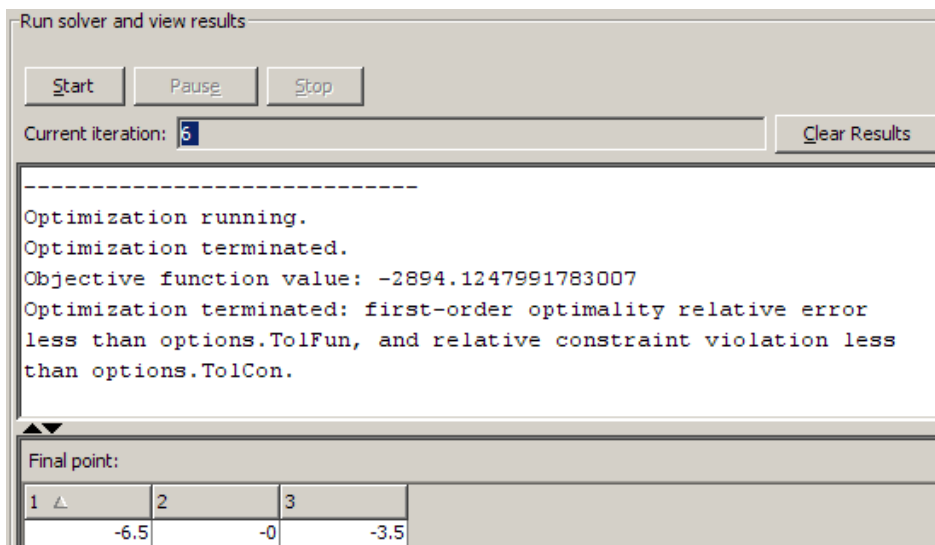 Run solver and view results
Start Pause Stop
Current iteration: 6 Clear Results
------------------------------
Optimization running.
Optimization terminated.
Objective function value: -2894.1247991783007
Optimization terminated: first-order optimality relative error
less than options.TolFun, and relative constraint violation less
than options.TolCon.
Final point:
1 2 3
-6.5 -0 -3.5